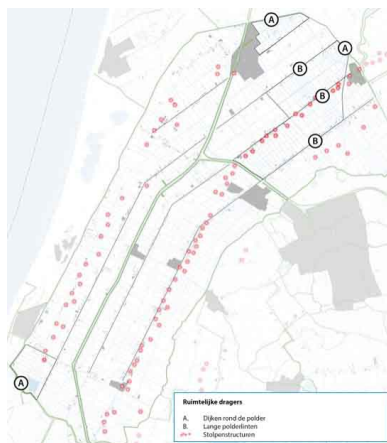 A
A
B
B
B
A
Ruimtelijke dragers
A. Dijken rond de polder
B. Lange polderlinten
Stolpenstructuren